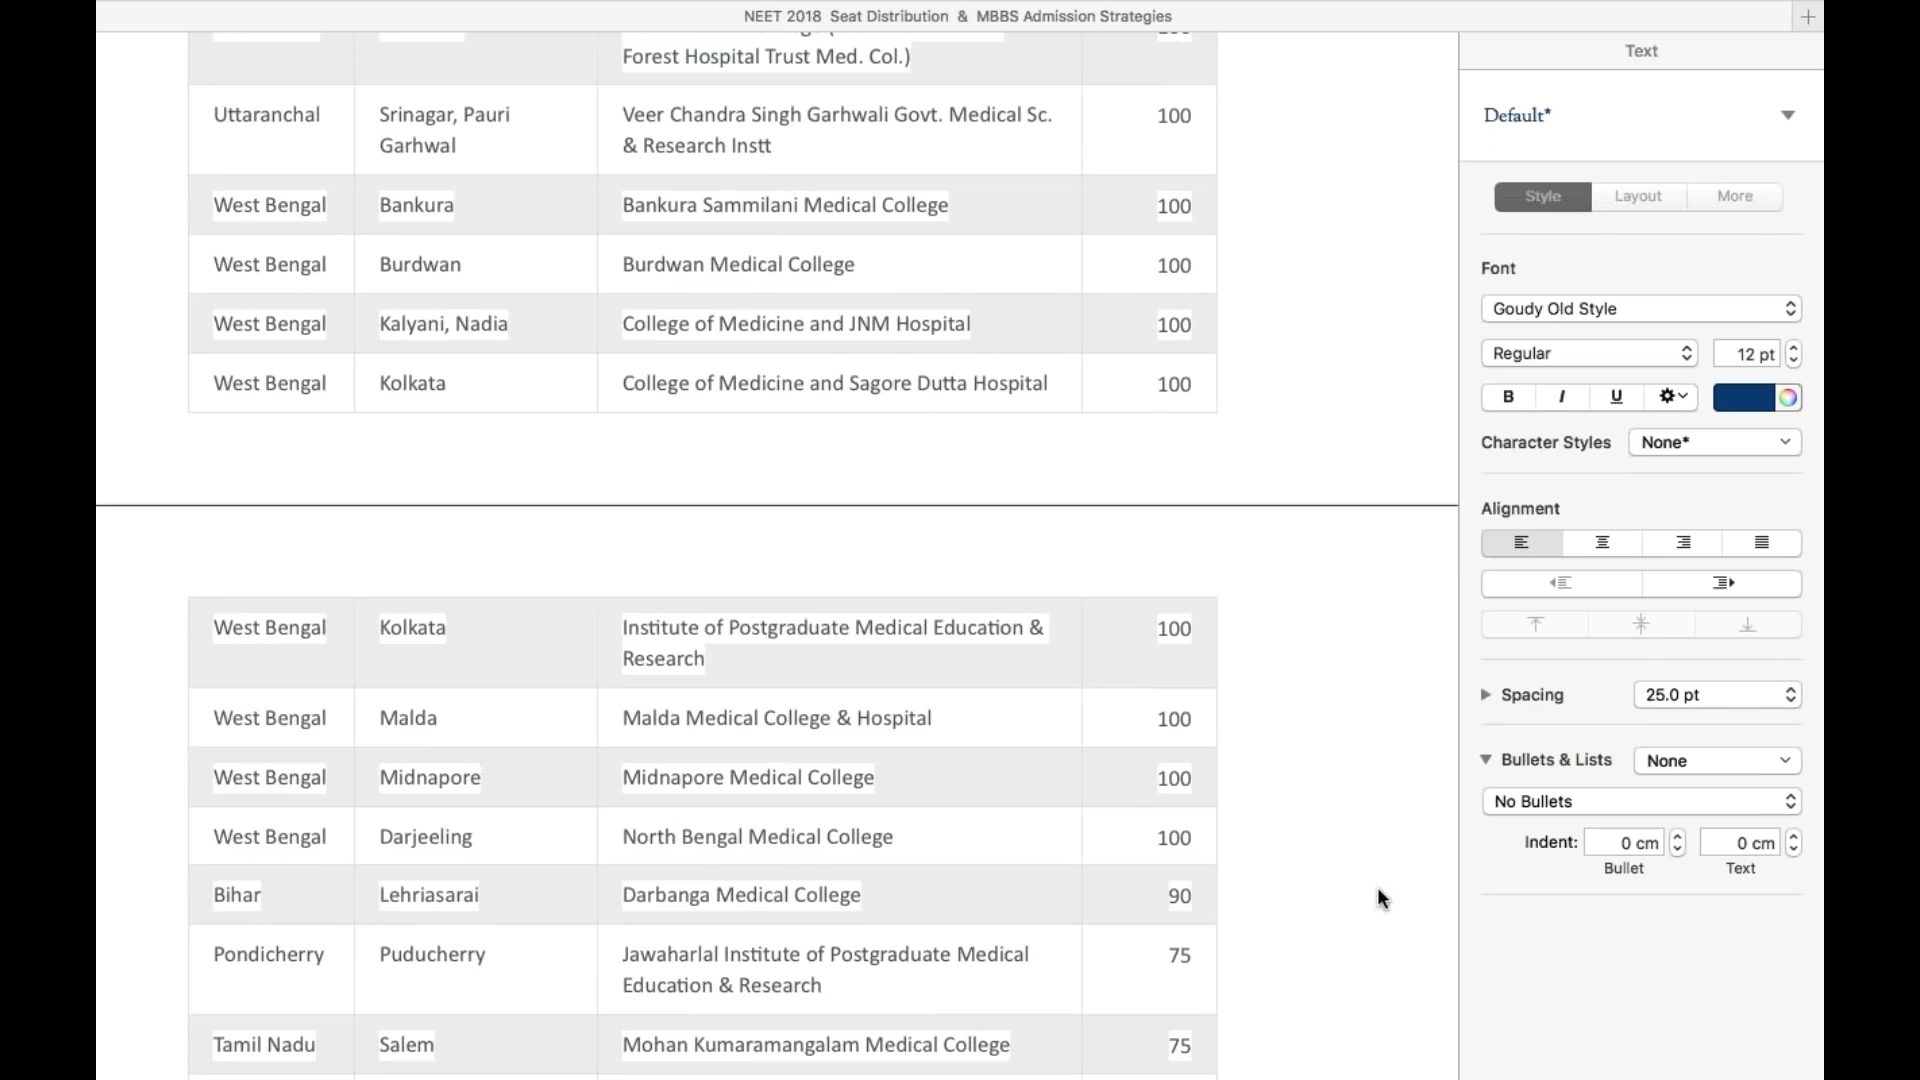 NEET 2018 Seat Distribution & MBBS Admission Strategies
Forest Hospital Trust Med. Col.)
Uttaranchal Srinagar, Pauri Garhwal Veer Chandra Singh Garhwali Govt. Medical Sc. & Research Instt 100
West Bengal Bankura Bankura Sammilani Medical College 100
West Bengal Burdwan Burdwan Medical College 100
West Bengal Kalyani, Nadia College of Medicine and JNM Hospital 100
West Bengal Kolkata College of Medicine and Sagore Dutta Hospital 100
West Bengal Kolkata Institute of Postgraduate Medical Education & Research 100
West Bengal Malda Malda Medical College & Hospital 100
West Bengal Midnapore Midnapore Medical College 100
West Bengal Darjeeling North Bengal Medical College 100
Bihar Lehriasarai Darbanga Medical College 90
Pondicherry Puducherry Jawaharlal Institute of Postgraduate Medical Education & Research 75
Tamil Nadu Salem Mohan Kumaramangalam Medical College 75
Text
Default*
Style Layout More
Font
Goudy Old Style
Regular 12 pt
B I U
Character Styles None*
Alignment
Spacing 25.0 pt
Bullets & Lists None
No Bullets
Indent: 0 cm 0 cm
Bullet Text